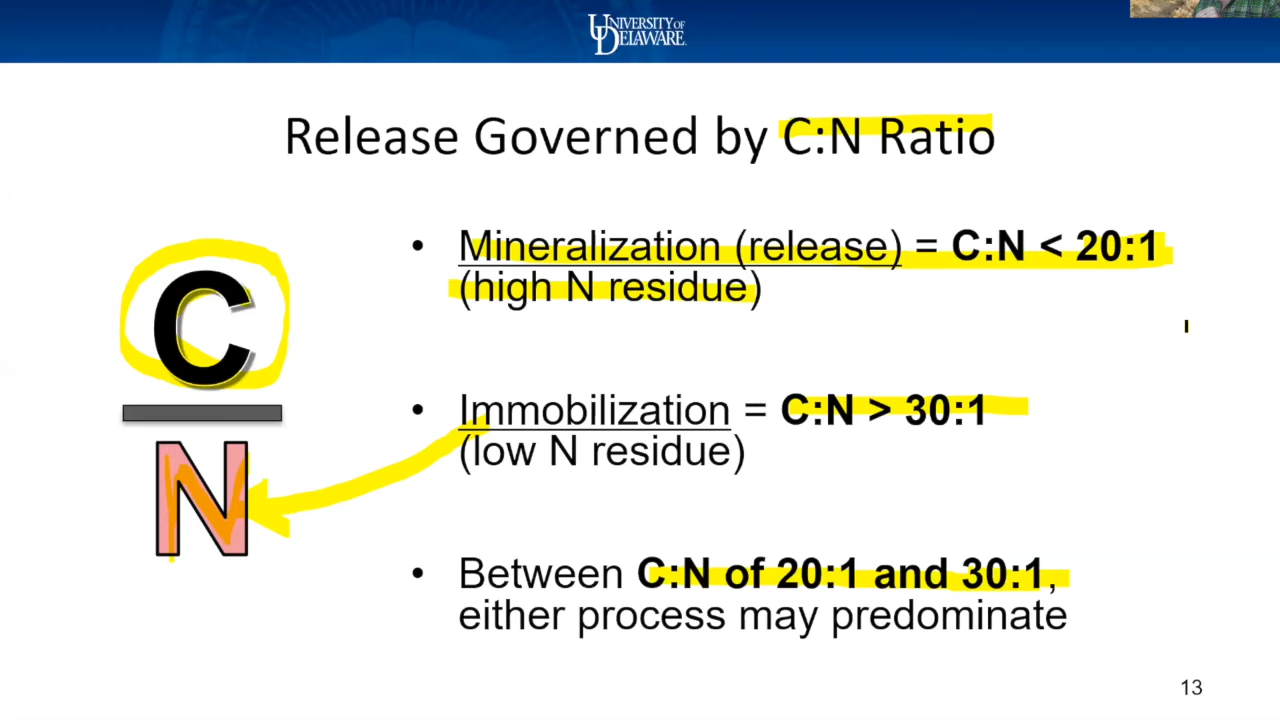 UNIVERSITY OF
DELAWARE
Release Governed by C:N Ratio
C
N
• Mineralization (release) = C:N < 20:1
(high N residue)
• Immobilization = C:N > 30:1
(low N residue)
• Between C:N of 20:1 and 30:1,
either process may predominate
13